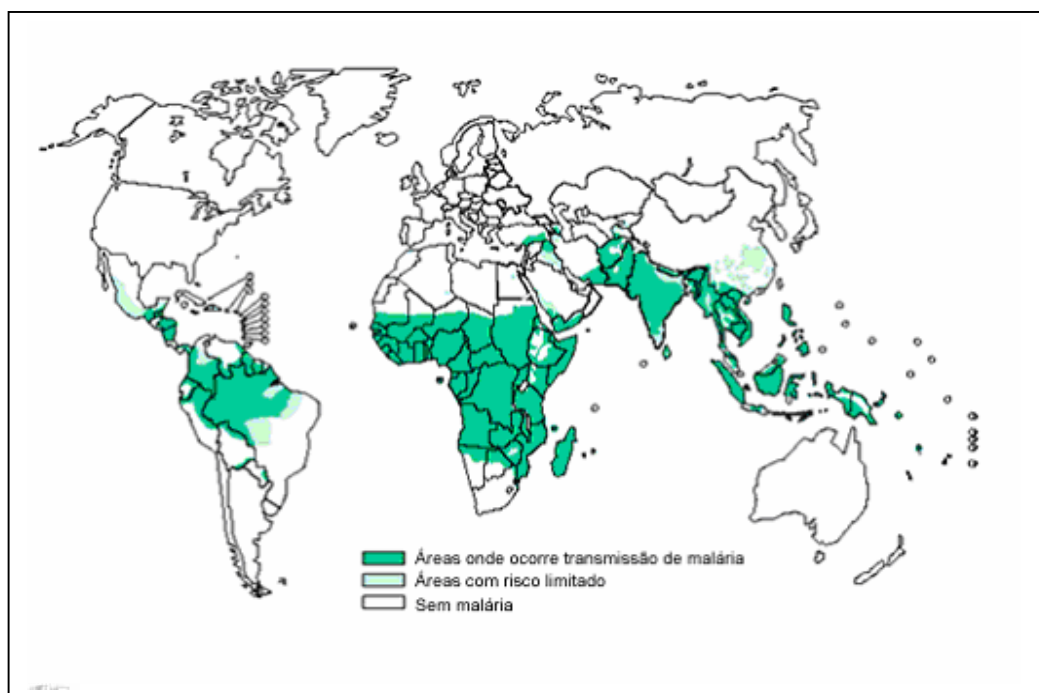 Áreas onde ocorre transmissão de malária
Áreas com risco limitado
Sem malária